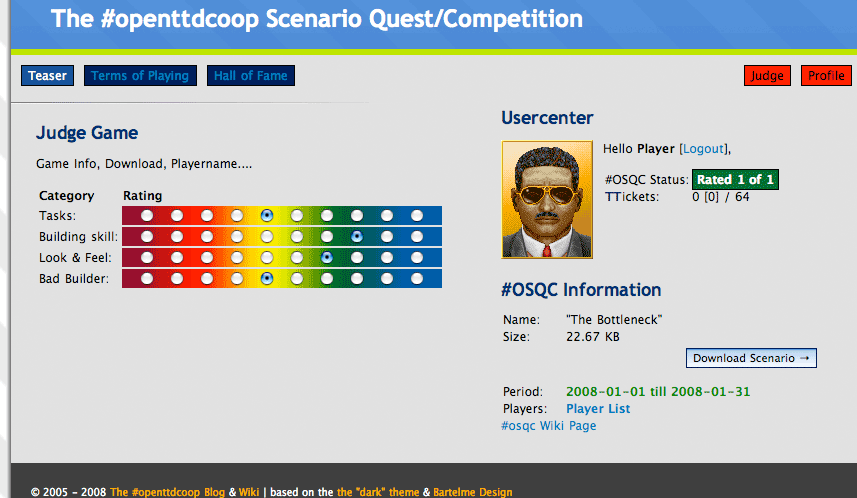 The #openttdcoop Scenario Quest/Competition
Teaser Terms of Playing Hall of Fame Judge Profile
Judge Game
Game Info, Download, Playername....
Category Rating
Tasks:
Building skill:
Look & Feel:
Bad Builder:
Usercenter
Hello Player [Logout],
#OSQC Status: Rated 1 of 1
TTickets: 0 [0] / 64
#OSQC Information
Name: "The Bottleneck"
Size: 22.67 KB
Download Scenario →
Period: 2008-01-01 till 2008-01-31
Players: Player List
#osqc Wiki Page
© 2005 - 2008 The #openttdcoop Blog & Wiki | based on the the "dark" theme & Bartelme Design